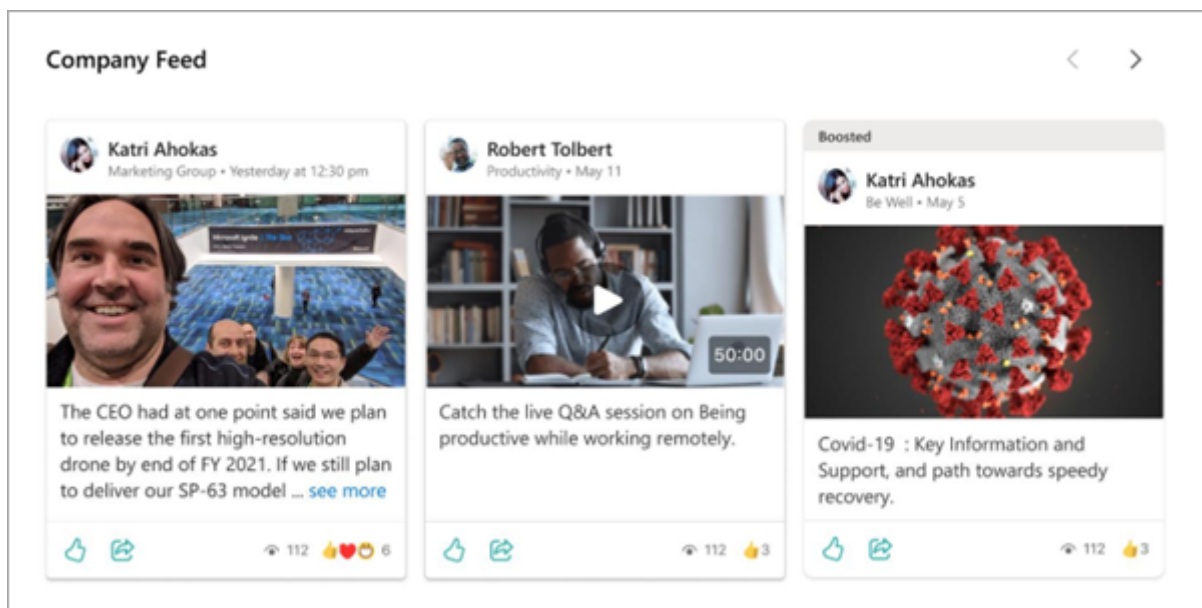 Company Feed
Katri Ahokas
Marketing Group • Yesterday at 12:30 pm
The CEO had at one point said we plan
to release the first high-resolution
drone by end of FY 2021. If we still plan
to deliver our SP-63 model ... see more
112 6
Robert Tolbert
Productivity • May 11
50:00
Catch the live Q&A session on Being
productive while working remotely.
112 3
Boosted
Katri Ahokas
Be Well • May 5
Covid-19 : Key Information and
Support, and path towards speedy
recovery.
112 3